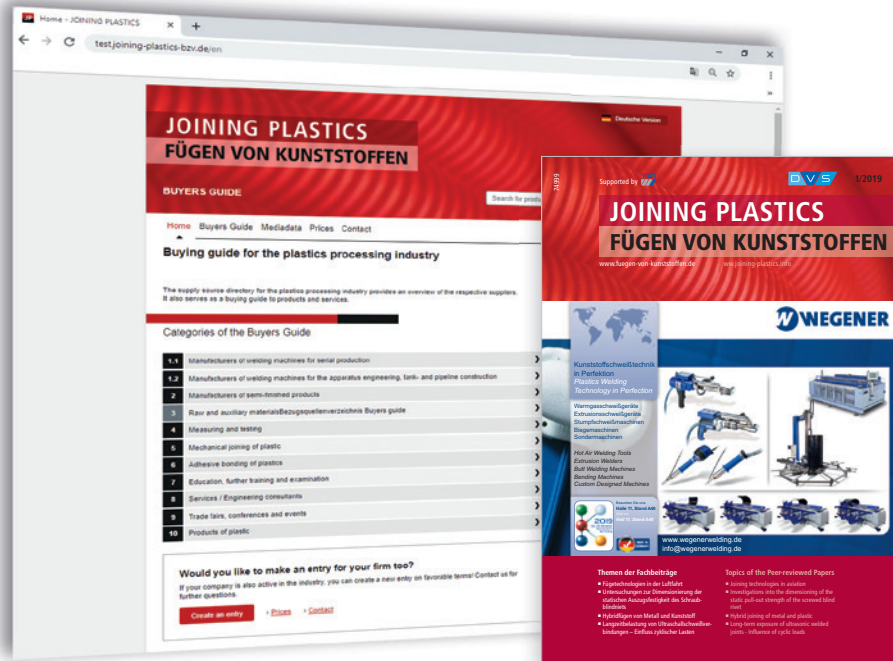 Home - JOINING PLASTICS
test.joining-plastics-bzv.de/en
JOINING PLASTICS
FÜGEN VON KUNSTSTOFFEN
Deutsche Version
BUYERS GUIDE
Search for
Home Buyers Guide Mediadata Prices Contact
Buying guide for the plastics processing industry
The supply source directory for the plastics processing industry provides an overview of the respective suppliers.
It also serves as a buying guide to products and services.
Categories of the Buyers Guide
1.1 Manufacturers of welding machines for serial production
1.2 Manufacturers of welding machines for the apparatus engineering, tank- and pipeline construction
2 Manufacturers of semi-finished products
3 Raw and auxiliary materialsBezugsquellenverzeichnis Buyers guide
4 Measuring and testing
5 Mechanical joining of plastic
6 Adhesive bonding of plastics
7 Education, further training and examination
8 Services / Engineering consultants
9 Trade fairs, conferences and events
10 Products of plastic
Would you like to make an entry for your firm too?
If your company is also active in the industry, you can create a new entry on favorable terms! Contact us for
further questions.
Create an entry › Prices › Contact
24999
Supported by
DVS
1/2019
JOINING PLASTICS
FÜGEN VON KUNSTSTOFFEN
www.fuegen-von-kunststoffen.de
WEGENER
Kunststoffschweißtechnik
in Perfektion
Plastics Welding
Technology in Perfection
Warmgasschweißgeräte
Extrusionsschweißgeräte
Stumpfschweißmaschinen
Biegemaschinen
Sondermaschinen
Hot Air Welding Tools
Extrusion Welders
Butt Welding Machines
Bending Machines
Custom Designed Machines
2019
Halle 11, Stand A46
www.wegenerwelding.de
info@wegenerwelding.de
Themen der Fachbeiträge
Fügetechnologien in der Luftfahrt
Untersuchungen zur Dimensionierung der
statischen Auszugsfestigkeit des Schraub-
blindniets
Hybridfügen von Metall und Kunststoff
Langzeitbelastung von Ultraschallschweißver-
bindungen – Einfluss zyklischer Lasten
Topics of the Peer-reviewed Papers
Joining technologies in aviation
Investigations into the dimensioning of the
static pull-out strength of the screwed blind
rivet
Hybrid joining of metal and plastic
Long-term exposure of ultrasonic welded
joints - Influence of cyclic loads